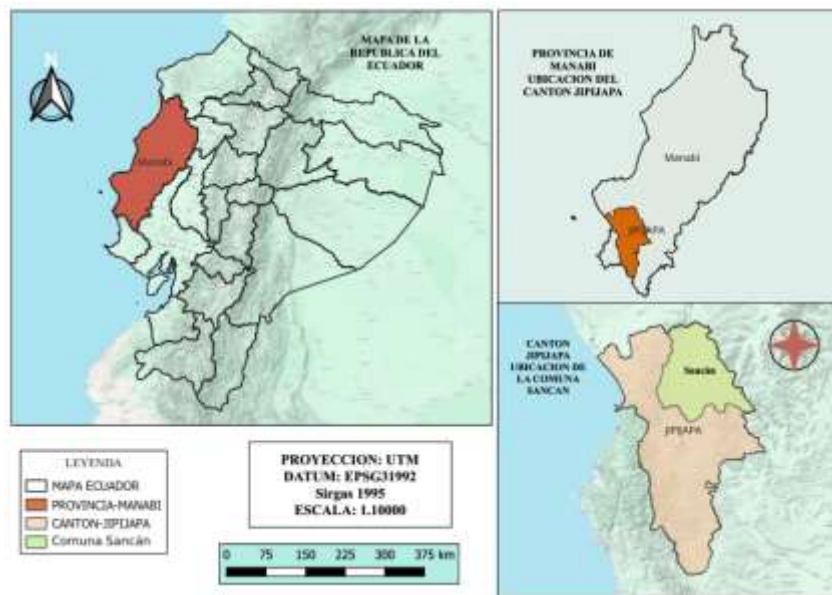 N
MAPA DE LA
REPUBLICA DEL
ECUADOR
Manabí
PROVINCIA DE
MANABI
UBICACION DEL
CANTON JIPIJAPA
Manabí
JIPIJAPA
CANTON
JIPIJAPA
UBICACION DE
LA COMUNA
SANCAN
Sancán
JIPIJAPA
LEYENDA
MAPA ECUADOR
PROVINCIA-MANABI
CANTON-JIPIJAPA
Comuna Sancán
PROYECCION: UTM
DATUM: EPSG31992
Sirgas 1995
ESCALA: 1.10000
0 75 150 225 300 375 km